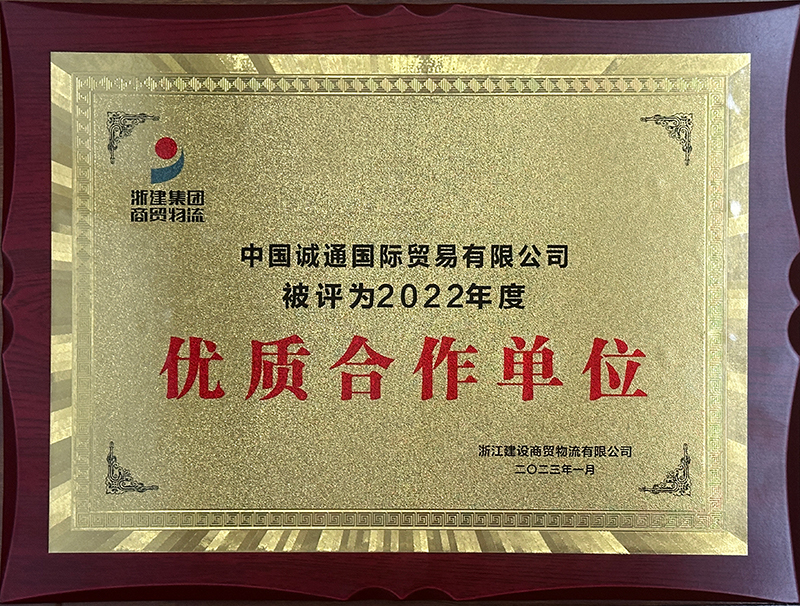 浙建集团
商贸物流
中国诚通国际贸易有限公司
被评为2022年度
优质合作单位
浙江建设商贸物流有限公司
二〇二三年一月